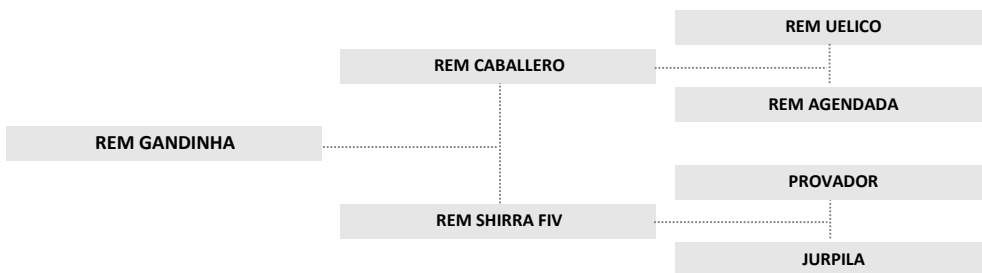 REM UELICO
REM CABALLERO
REM AGENDADA
REM GANDINHA
PROVADOR
REM SHIRRA FIV
JURPILA